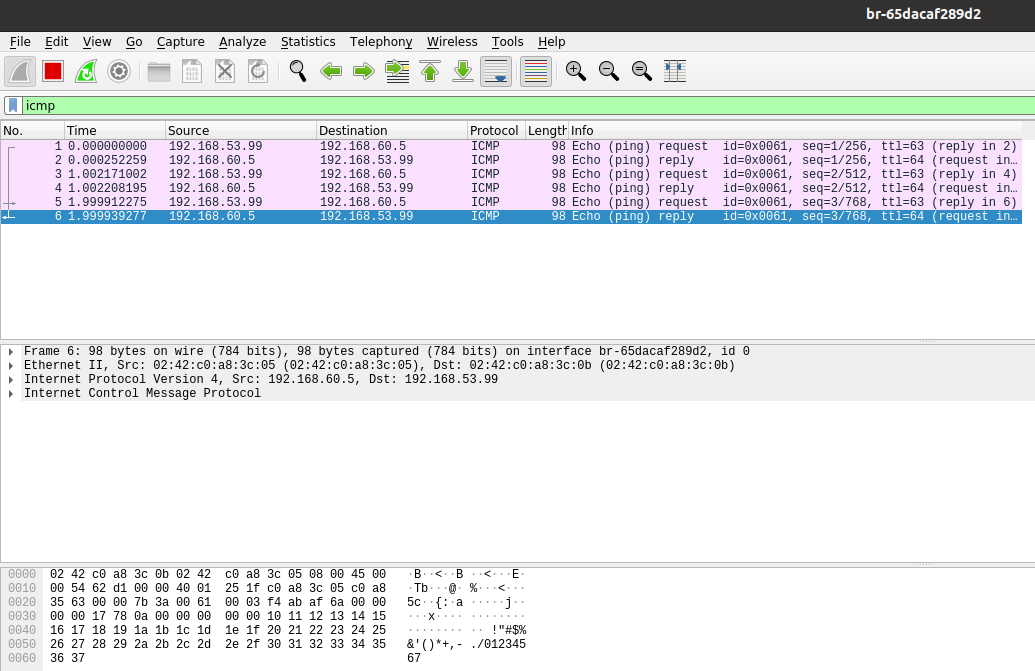 br-65dacaf289d2
File Edit View Go Capture Analyze Statistics Telephony Wireless Tools Help
icmp
No. Time Source Destination Protocol Length Info
1 0.000000000 192.168.53.99 192.168.60.5 ICMP 98 Echo (ping) request id=0x0061, seq=1/256, ttl=63 (reply in 2)
2 0.000252259 192.168.60.5 192.168.53.99 ICMP 98 Echo (ping) reply id=0x0061, seq=1/256, ttl=64 (request in…
3 1.002171002 192.168.53.99 192.168.60.5 ICMP 98 Echo (ping) request id=0x0061, seq=2/512, ttl=63 (reply in 4)
4 1.002208195 192.168.60.5 192.168.53.99 ICMP 98 Echo (ping) reply id=0x0061, seq=2/512, ttl=64 (request in…
5 1.999912275 192.168.53.99 192.168.60.5 ICMP 98 Echo (ping) request id=0x0061, seq=3/768, ttl=63 (reply in 6)
6 1.999939277 192.168.60.5 192.168.53.99 ICMP 98 Echo (ping) reply id=0x0061, seq=3/768, ttl=64 (request in…
Frame 6: 98 bytes on wire (784 bits), 98 bytes captured (784 bits) on interface br-65dacaf289d2, id 0
Ethernet II, Src: 02:42:c0:a8:3c:05 (02:42:c0:a8:3c:05), Dst: 02:42:c0:a8:3c:0b (02:42:c0:a8:3c:0b)
Internet Protocol Version 4, Src: 192.168.60.5, Dst: 192.168.53.99
Internet Control Message Protocol
0000 02 42 c0 a8 3c 0b 02 42 c0 a8 3c 05 08 00 45 00 ·B··<··B ··<···E·
0010 00 54 62 d1 00 00 40 01 25 1f c0 a8 3c 05 c0 a8 ·Tb···@· %···<···
0020 35 63 00 00 7b 3a 00 61 00 03 f4 ab af 6a 00 00 5c··{:·a ·····j··
0030 00 00 17 78 0a 00 00 00 00 00 10 11 12 13 14 15 ···x···· ········
0040 16 17 18 19 1a 1b 1c 1d 1e 1f 20 21 22 23 24 25 ········ ·· !"#$%
0050 26 27 28 29 2a 2b 2c 2d 2e 2f 30 31 32 33 34 35 &'()*+,- ./012345
0060 36 37 67